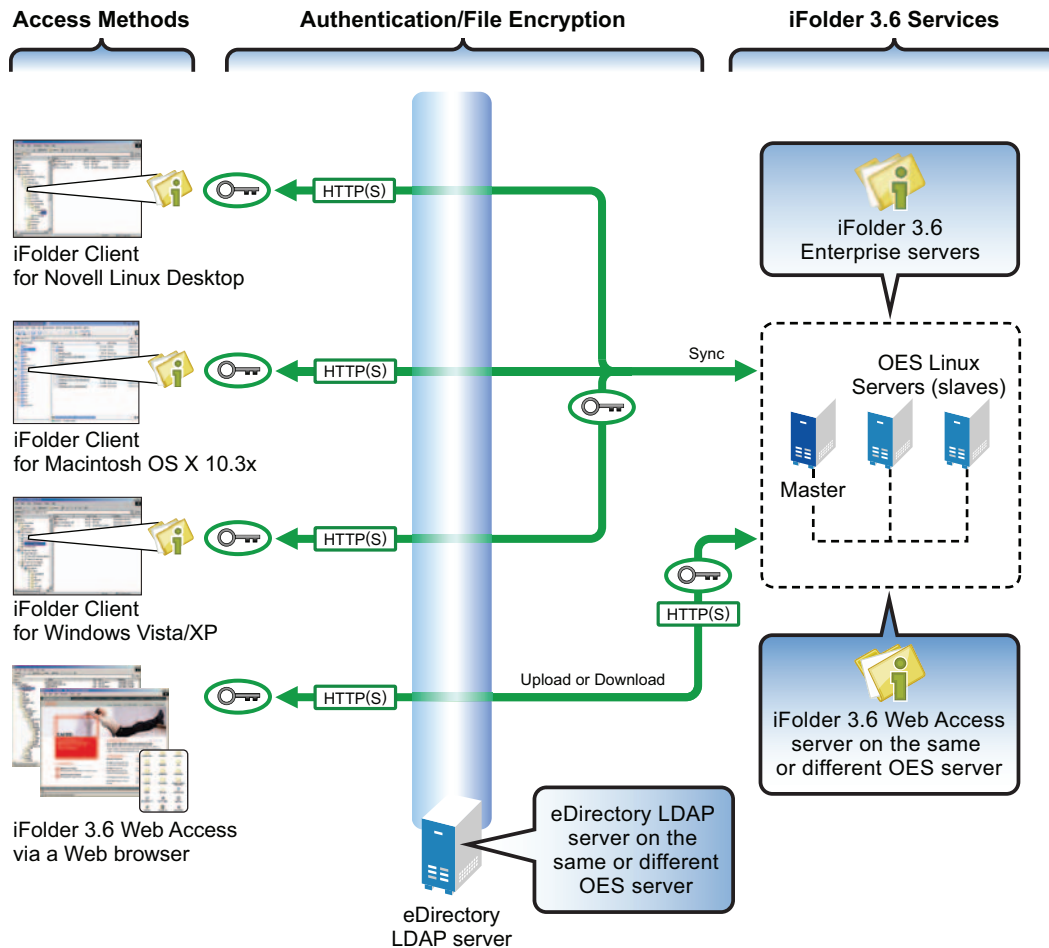 Access Methods
Authentication/File Encryption
iFolder 3.6 Services
HTTP(S)
iFolder Client
for Novell Linux Desktop
iFolder 3.6
Enterprise servers
HTTP(S)
Sync
iFolder Client
for Macintosh OS X 10.3x
OES Linux
Servers (slaves)
Master
HTTP(S)
iFolder Client
for Windows Vista/XP
HTTP(S)
HTTP(S)
Upload or Download
iFolder 3.6 Web Access
server on the same
or different OES server
iFolder 3.6 Web Access
via a Web browser
eDirectory LDAP
server on the
same or different
OES server
eDirectory
LDAP server